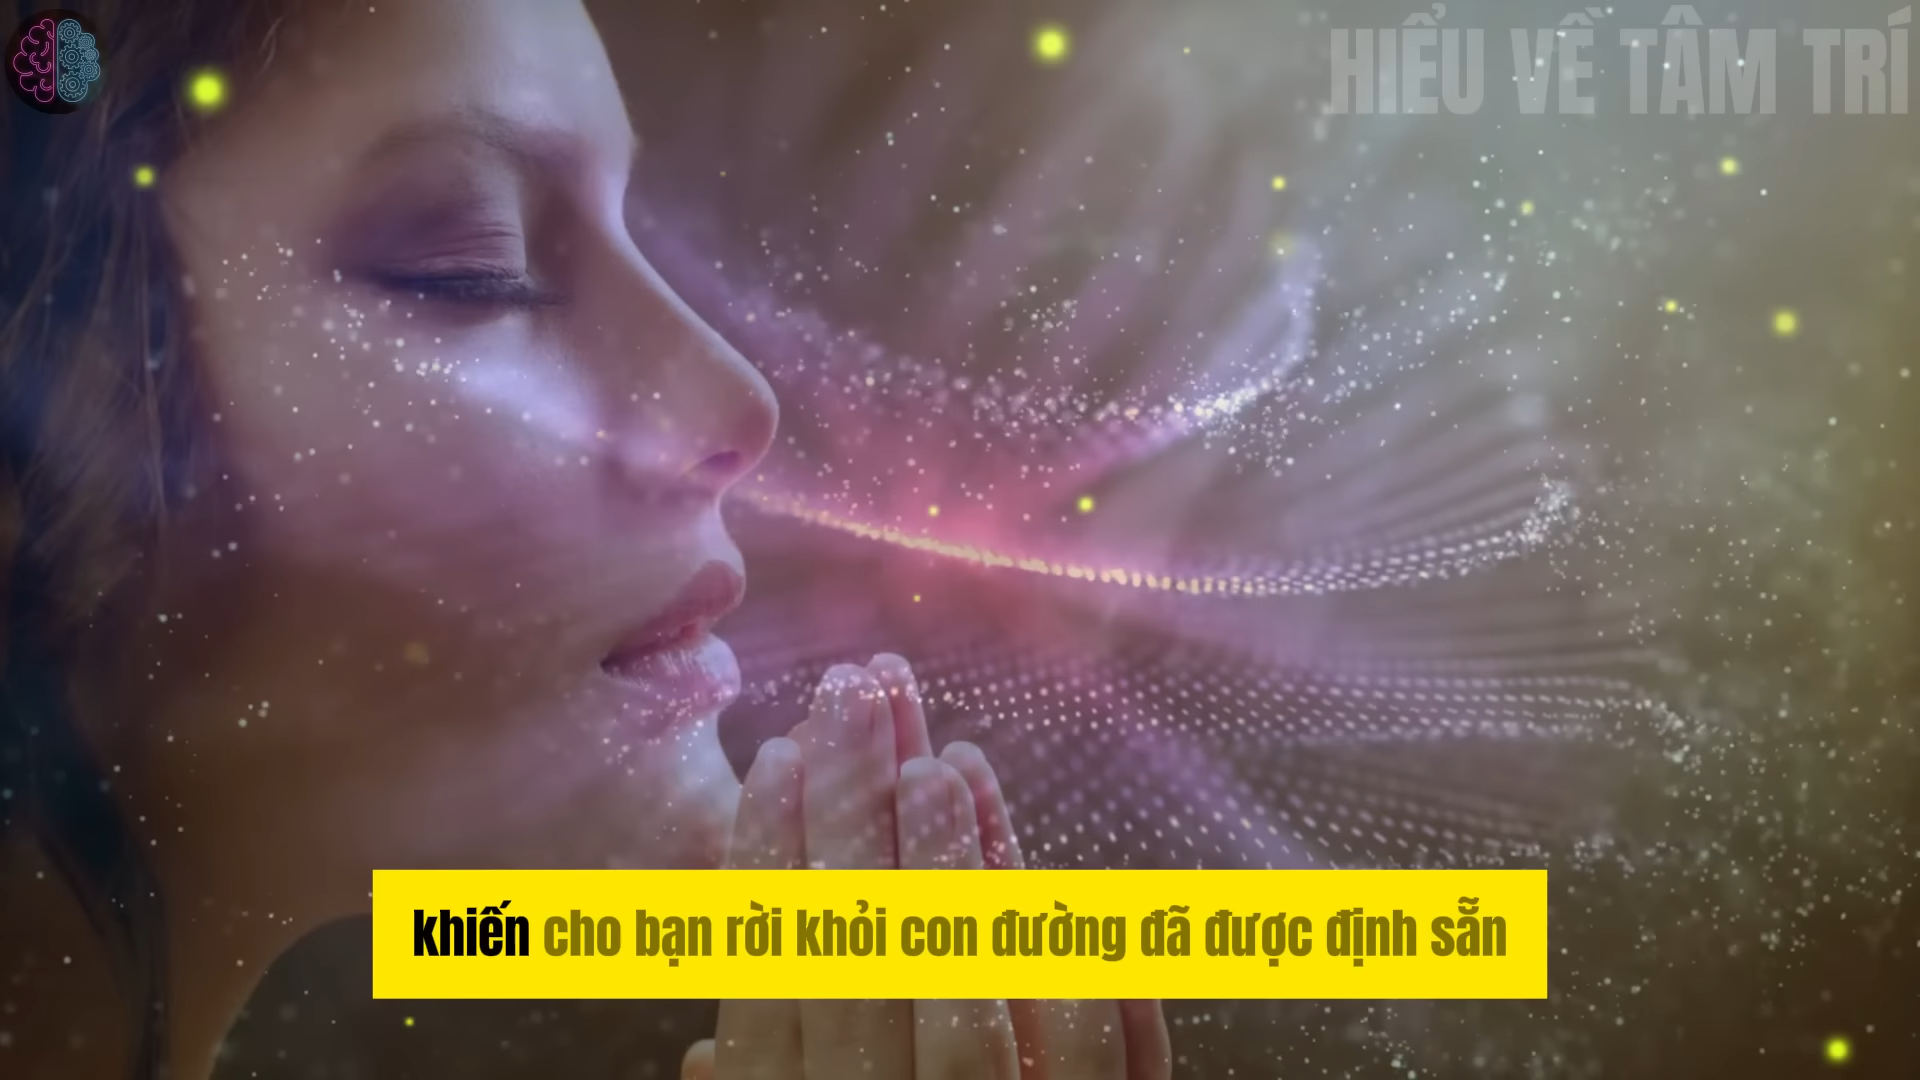 HIỂU VỀ TÂM TRÍ
khiến cho bạn rời khỏi con đường đã được định sẵn